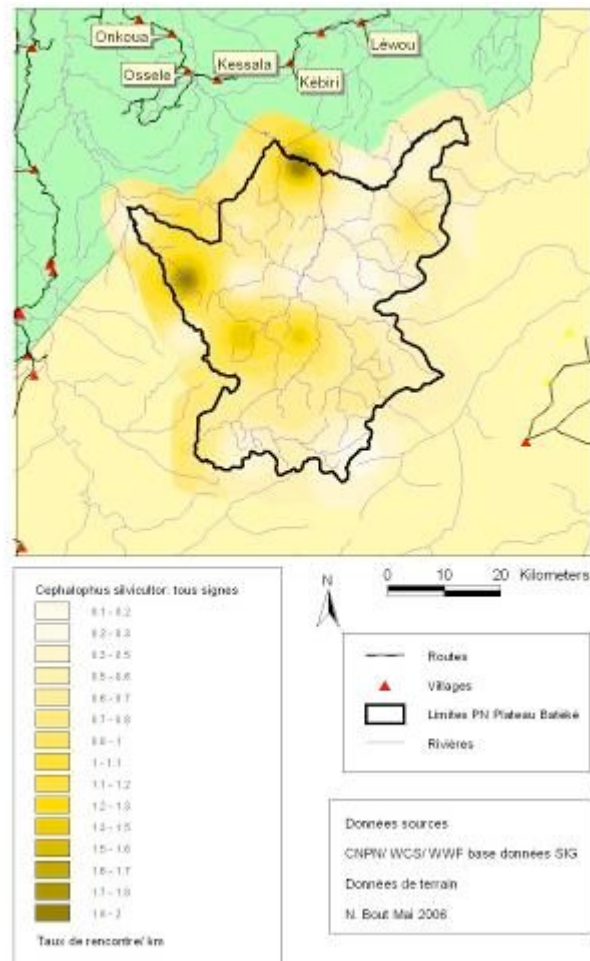 Onkoua
Léwou
Kessala
Ossele
Kébiri
Cephalophus silvicultor: tous signes
0.1 - 0.2
0.2 - 0.3
0.3 - 0.5
0.5 - 0.6
0.6 - 0.7
0.7 - 0.8
0.8 - 1
1 - 1.1
1.1 - 1.2
1.2 - 1.3
1.3 - 1.5
1.5 - 1.6
1.6 - 1.7
1.7 - 1.8
1.8 - 2
Taux de rencontre/ km
N
0 10 20 Kilometers
Routes
Villages
Limites PN Plateau Batéké
Rivières
Données sources
CNPN/ WCS/ WWF base données SIG
Données de terrain
N. Bout Mai 2006